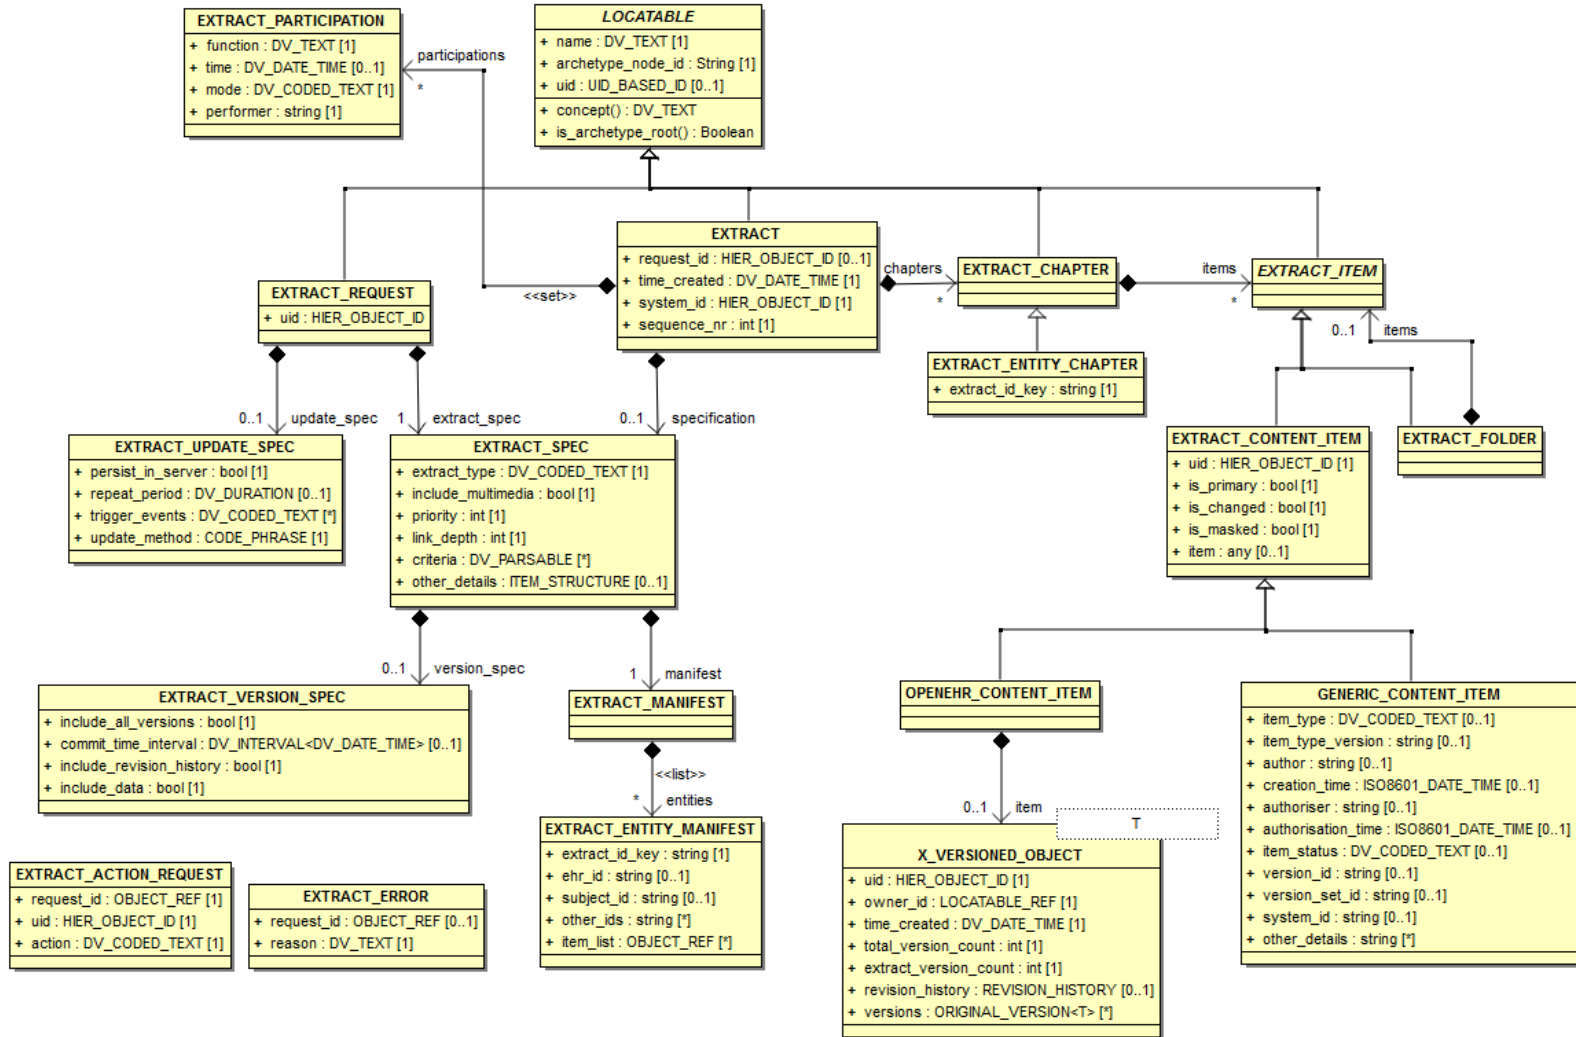 EXTRACT_PARTICIPATION
+ function : DV_TEXT [1]
+ time : DV_DATE_TIME [0..1]
+ mode : DV_CODED_TEXT [1]
+ performer : string [1]
participations
*
LOCATABLE
+ name : DV_TEXT [1]
+ archetype_node_id : String [1]
+ uid : UID_BASED_ID [0..1]
+ concept() : DV_TEXT
+ is_archetype_root() : Boolean
EXTRACT_REQUEST
+ uid : HIER_OBJECT_ID
<<set>>
EXTRACT
+ request_id : HIER_OBJECT_ID [0..1]
+ time_created : DV_DATE_TIME [1]
+ system_id : HIER_OBJECT_ID [1]
+ sequence_nr : int [1]
chapters
*
EXTRACT_CHAPTER
items
*
EXTRACT_ITEM
0..1
items
EXTRACT_ENTITY_CHAPTER
+ extract_id_key : string [1]
0..1
update_spec
1
extract_spec
0..1
specification
EXTRACT_UPDATE_SPEC
+ persist_in_server : bool [1]
+ repeat_period : DV_DURATION [0..1]
+ trigger_events : DV_CODED_TEXT [*]
+ update_method : CODE_PHRASE [1]
EXTRACT_SPEC
+ extract_type : DV_CODED_TEXT [1]
+ include_multimedia : bool [1]
+ priority : int [1]
+ link_depth : int [1]
+ criteria : DV_PARSABLE [*]
+ other_details : ITEM_STRUCTURE [0..1]
EXTRACT_CONTENT_ITEM
+ uid : HIER_OBJECT_ID [1]
+ is_primary : bool [1]
+ is_changed : bool [1]
+ is_masked : bool [1]
+ item : any [0..1]
EXTRACT_FOLDER
0..1
version_spec
1
manifest
EXTRACT_VERSION_SPEC
+ include_all_versions : bool [1]
+ commit_time_interval : DV_INTERVAL<DV_DATE_TIME> [0..1]
+ include_revision_history : bool [1]
+ include_data : bool [1]
EXTRACT_MANIFEST
<<list>>
*
entities
OPENEHR_CONTENT_ITEM
0..1
item
GENERIC_CONTENT_ITEM
+ item_type : DV_CODED_TEXT [0..1]
+ item_type_version : string [0..1]
+ author : string [0..1]
+ creation_time : ISO8601_DATE_TIME [0..1]
+ authoriser : string [0..1]
+ authorisation_time : ISO8601_DATE_TIME [0..1]
+ item_status : DV_CODED_TEXT [0..1]
+ version_id : string [0..1]
+ version_set_id : string [0..1]
+ system_id : string [0..1]
+ other_details : string [*]
EXTRACT_ACTION_REQUEST
+ request_id : OBJECT_REF [1]
+ uid : HIER_OBJECT_ID [1]
+ action : DV_CODED_TEXT [1]
EXTRACT_ERROR
+ request_id : OBJECT_REF [0..1]
+ reason : DV_TEXT [1]
EXTRACT_ENTITY_MANIFEST
+ extract_id_key : string [1]
+ ehr_id : string [0..1]
+ subject_id : string [0..1]
+ other_ids : string [*]
+ item_list : OBJECT_REF [*]
T
X_VERSIONED_OBJECT
+ uid : HIER_OBJECT_ID [1]
+ owner_id : LOCATABLE_REF [1]
+ time_created : DV_DATE_TIME [1]
+ total_version_count : int [1]
+ extract_version_count : int [1]
+ revision_history : REVISION_HISTORY [0..1]
+ versions : ORIGINAL_VERSION<T> [*]